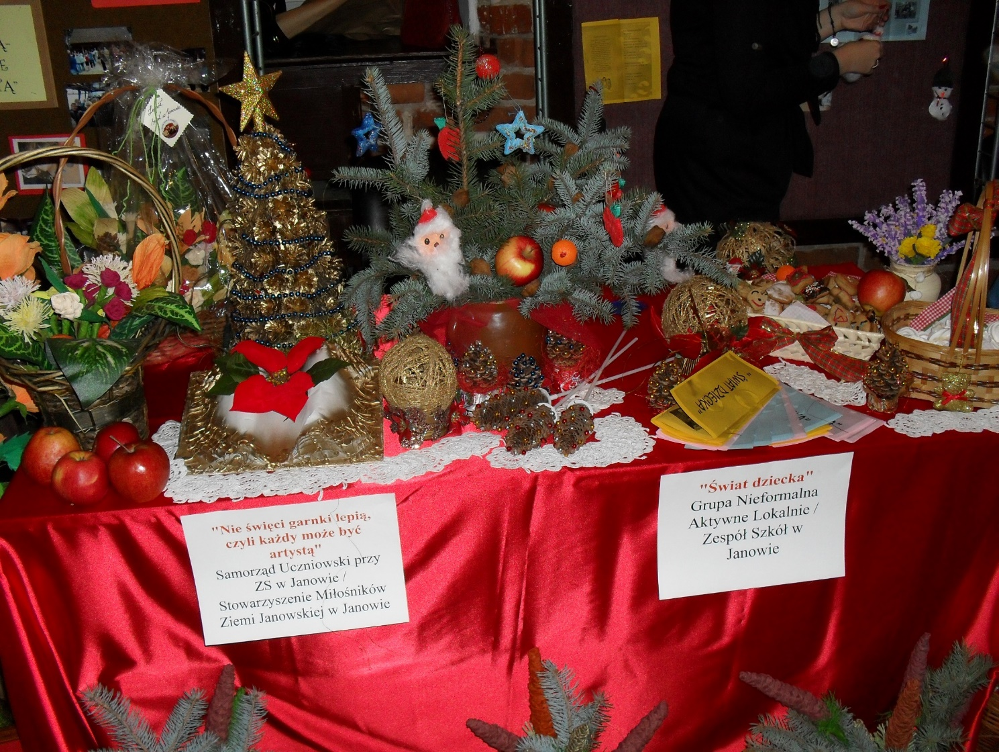 Ą-
E
IA"
"ŚWIAT DZIECKA"
"Nie święci garnki lepią,
czyli każdy może być
artystą"
Samorząd Uczniowski przy
ZS w Janowie /
Stowarzyszenie Miłośników
Ziemi Janowskiej w Janowie
"Świat dziecka"
Grupa Nieformalna
Aktywne Lokalnie /
Zespół Szkół w
Janowie